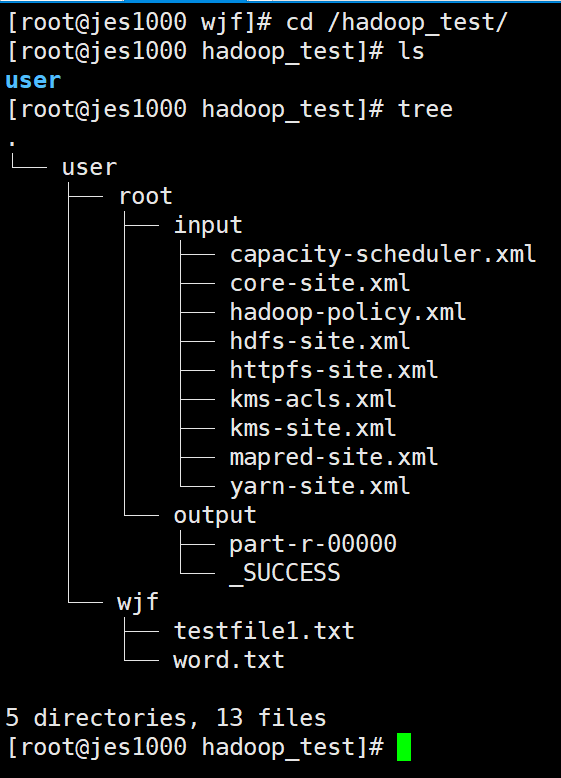 [root@jes1000 wjf]# cd /hadoop_test/
[root@jes1000 hadoop_test]# ls
user
[root@jes1000 hadoop_test]# tree
.
└── user
    ├── root
    │   ├── input
    │   │   ├── capacity-scheduler.xml
    │   │   ├── core-site.xml
    │   │   ├── hadoop-policy.xml
    │   │   ├── hdfs-site.xml
    │   │   ├── httpfs-site.xml
    │   │   ├── kms-acls.xml
    │   │   ├── kms-site.xml
    │   │   ├── mapred-site.xml
    │   │   └── yarn-site.xml
    │   └── output
    │       ├── part-r-00000
    │       └── _SUCCESS
    └── wjf
        ├── testfile1.txt
        └── word.txt

5 directories, 13 files
[root@jes1000 hadoop_test]#